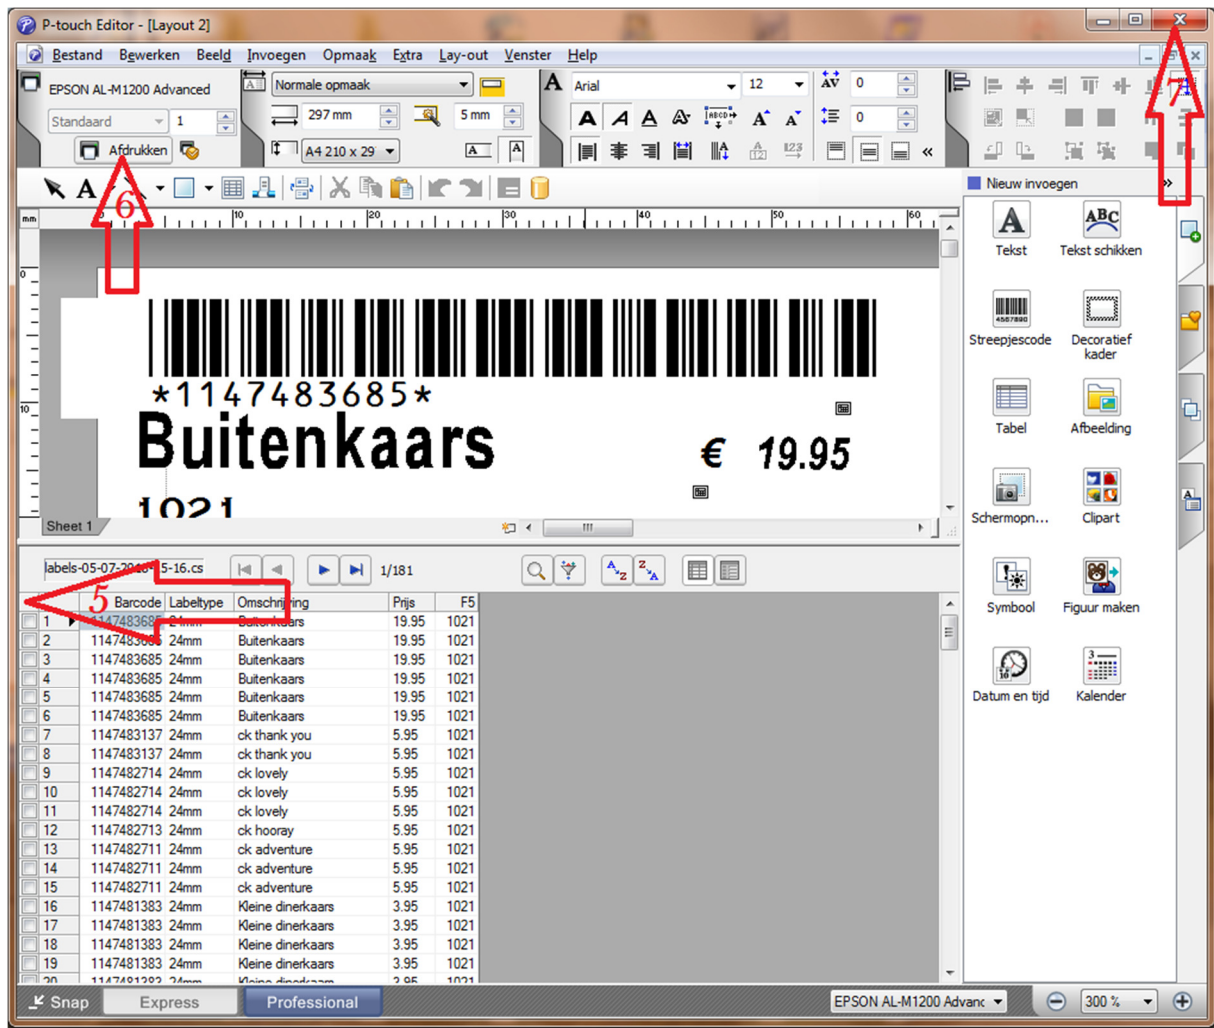 P-touch Editor - [Layout 2]
Bestand Bewerken Beeld Invoegen Opmaak Extra Lay-out Venster Help
EPSON AL-M1200 Advanced
Standaard 1
Afdrukken
Normale opmaak
297 mm 5 mm
A4 210 x 29
Arial 12 0
0
Nieuw invoegen
6
7
mm 0 10 20 30 40 50 60
Tekst Tekst schikken
Streepjescode Decoratief kader
Tabel Afbeelding
Schermopn... Clipart
Symbool Figuur maken
Datum en tijd Kalender
0
10
*1147483685*
Buitenkaars € 19.95
1021
Sheet 1
1/181
5
Barcode Labeltype Omschrijving Prijs F5
1 1147483685 24mm Buitenkaars 19.95 1021
2 1147483685 24mm Buitenkaars 19.95 1021
3 1147483685 24mm Buitenkaars 19.95 1021
4 1147483685 24mm Buitenkaars 19.95 1021
5 1147483685 24mm Buitenkaars 19.95 1021
6 1147483685 24mm Buitenkaars 19.95 1021
7 1147483137 24mm ck thank you 5.95 1021
8 1147483137 24mm ck thank you 5.95 1021
9 1147482714 24mm ck lovely 5.95 1021
10 1147482714 24mm ck lovely 5.95 1021
11 1147482714 24mm ck lovely 5.95 1021
12 1147482713 24mm ck hooray 5.95 1021
13 1147482711 24mm ck adventure 5.95 1021
14 1147482711 24mm ck adventure 5.95 1021
15 1147482711 24mm ck adventure 5.95 1021
16 1147481383 24mm Kleine dinerkaars 3.95 1021
17 1147481383 24mm Kleine dinerkaars 3.95 1021
18 1147481383 24mm Kleine dinerkaars 3.95 1021
19 1147481383 24mm Kleine dinerkaars 3.95 1021
20 1147481383 24mm Kleine dinerkaars 3.95 1021
Snap Express Professional EPSON AL-M1200 Advanc 300 %